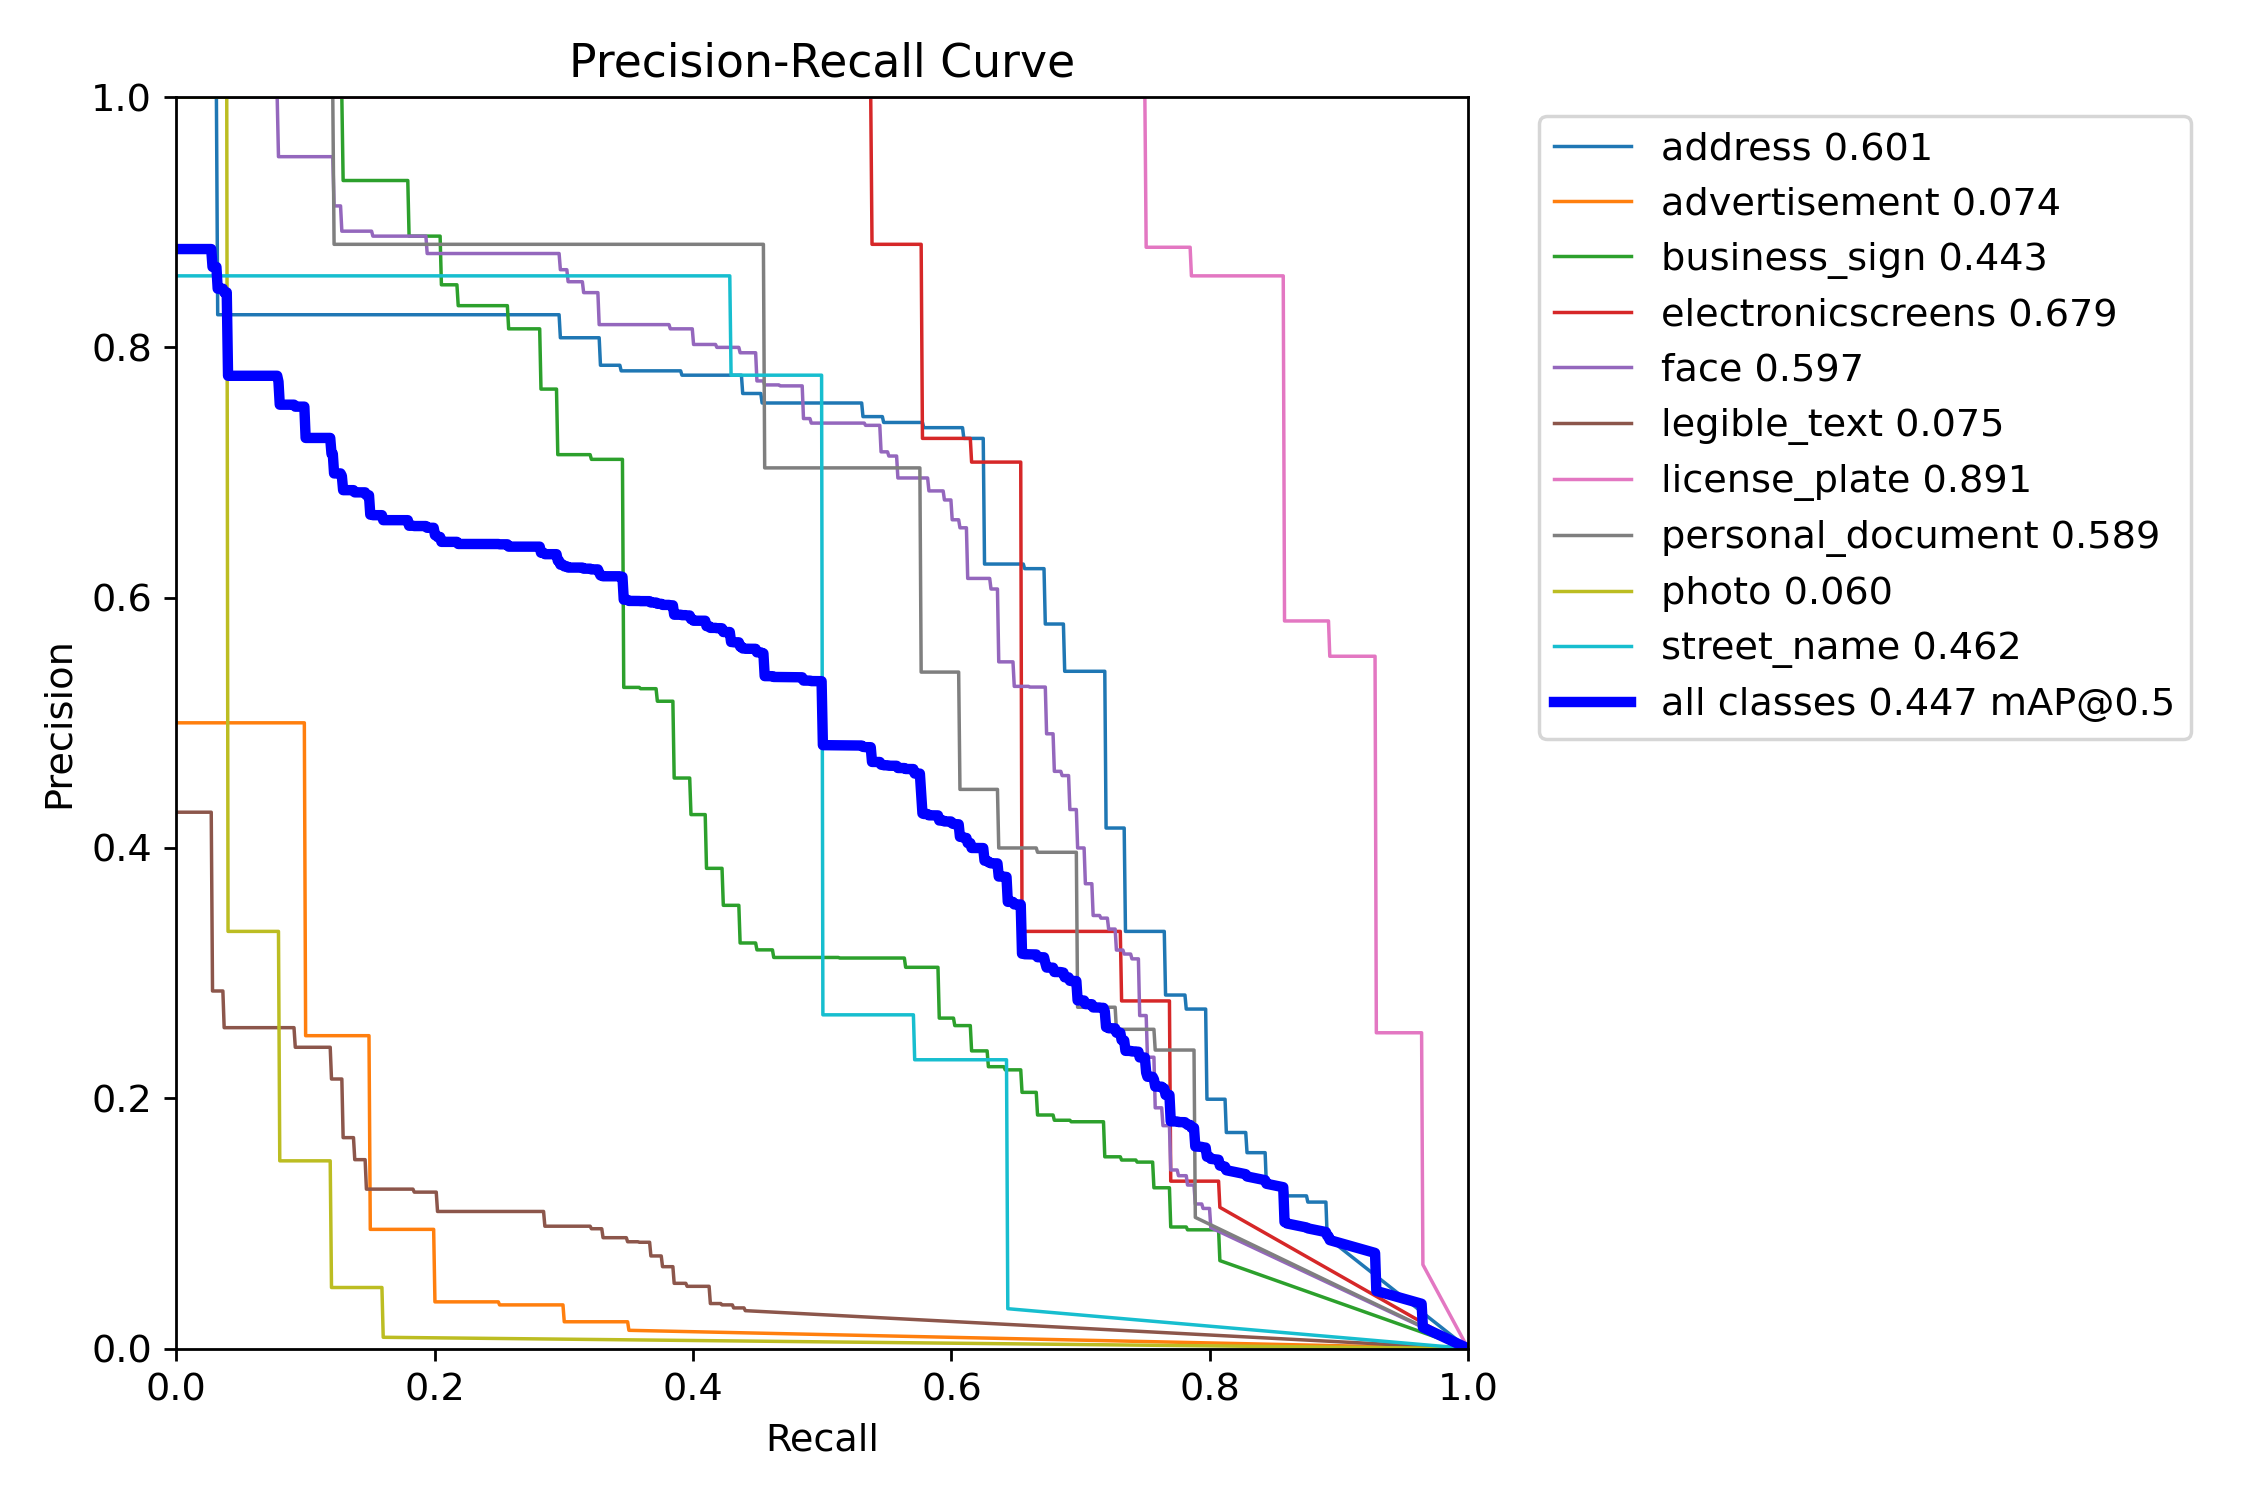 Precision-Recall Curve
1.0
0.8
0.6
0.4
0.2
0.0
Precision
0.0 0.2 0.4 0.6 0.8 1.0
Recall
address 0.601
advertisement 0.074
business_sign 0.443
electronicscreens 0.679
face 0.597
legible_text 0.075
license_plate 0.891
personal_document 0.589
photo 0.060
street_name 0.462
all classes 0.447 mAP@0.5